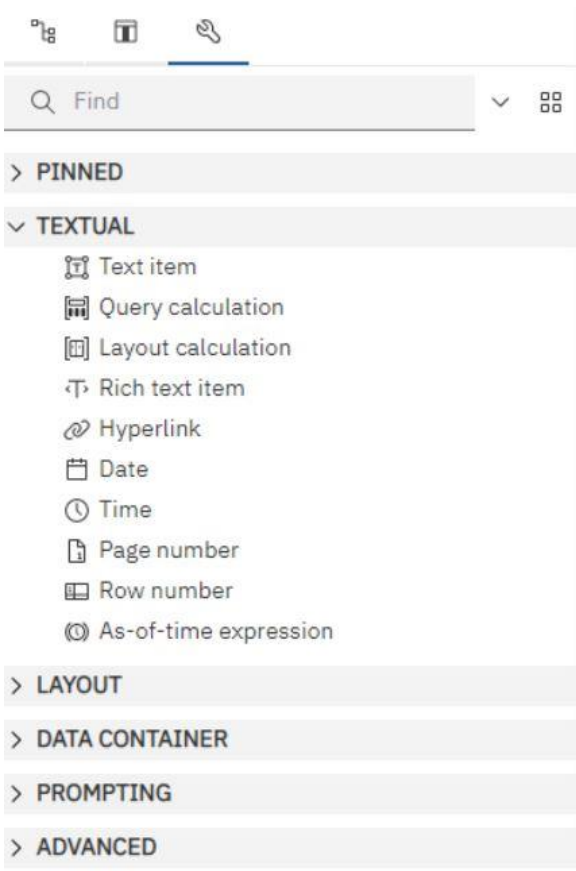 Find
PINNED
TEXTUAL
Text item
Query calculation
Layout calculation
Rich text item
Hyperlink
Date
Time
Page number
Row number
As-of-time expression
LAYOUT
DATA CONTAINER
PROMPTING
ADVANCED